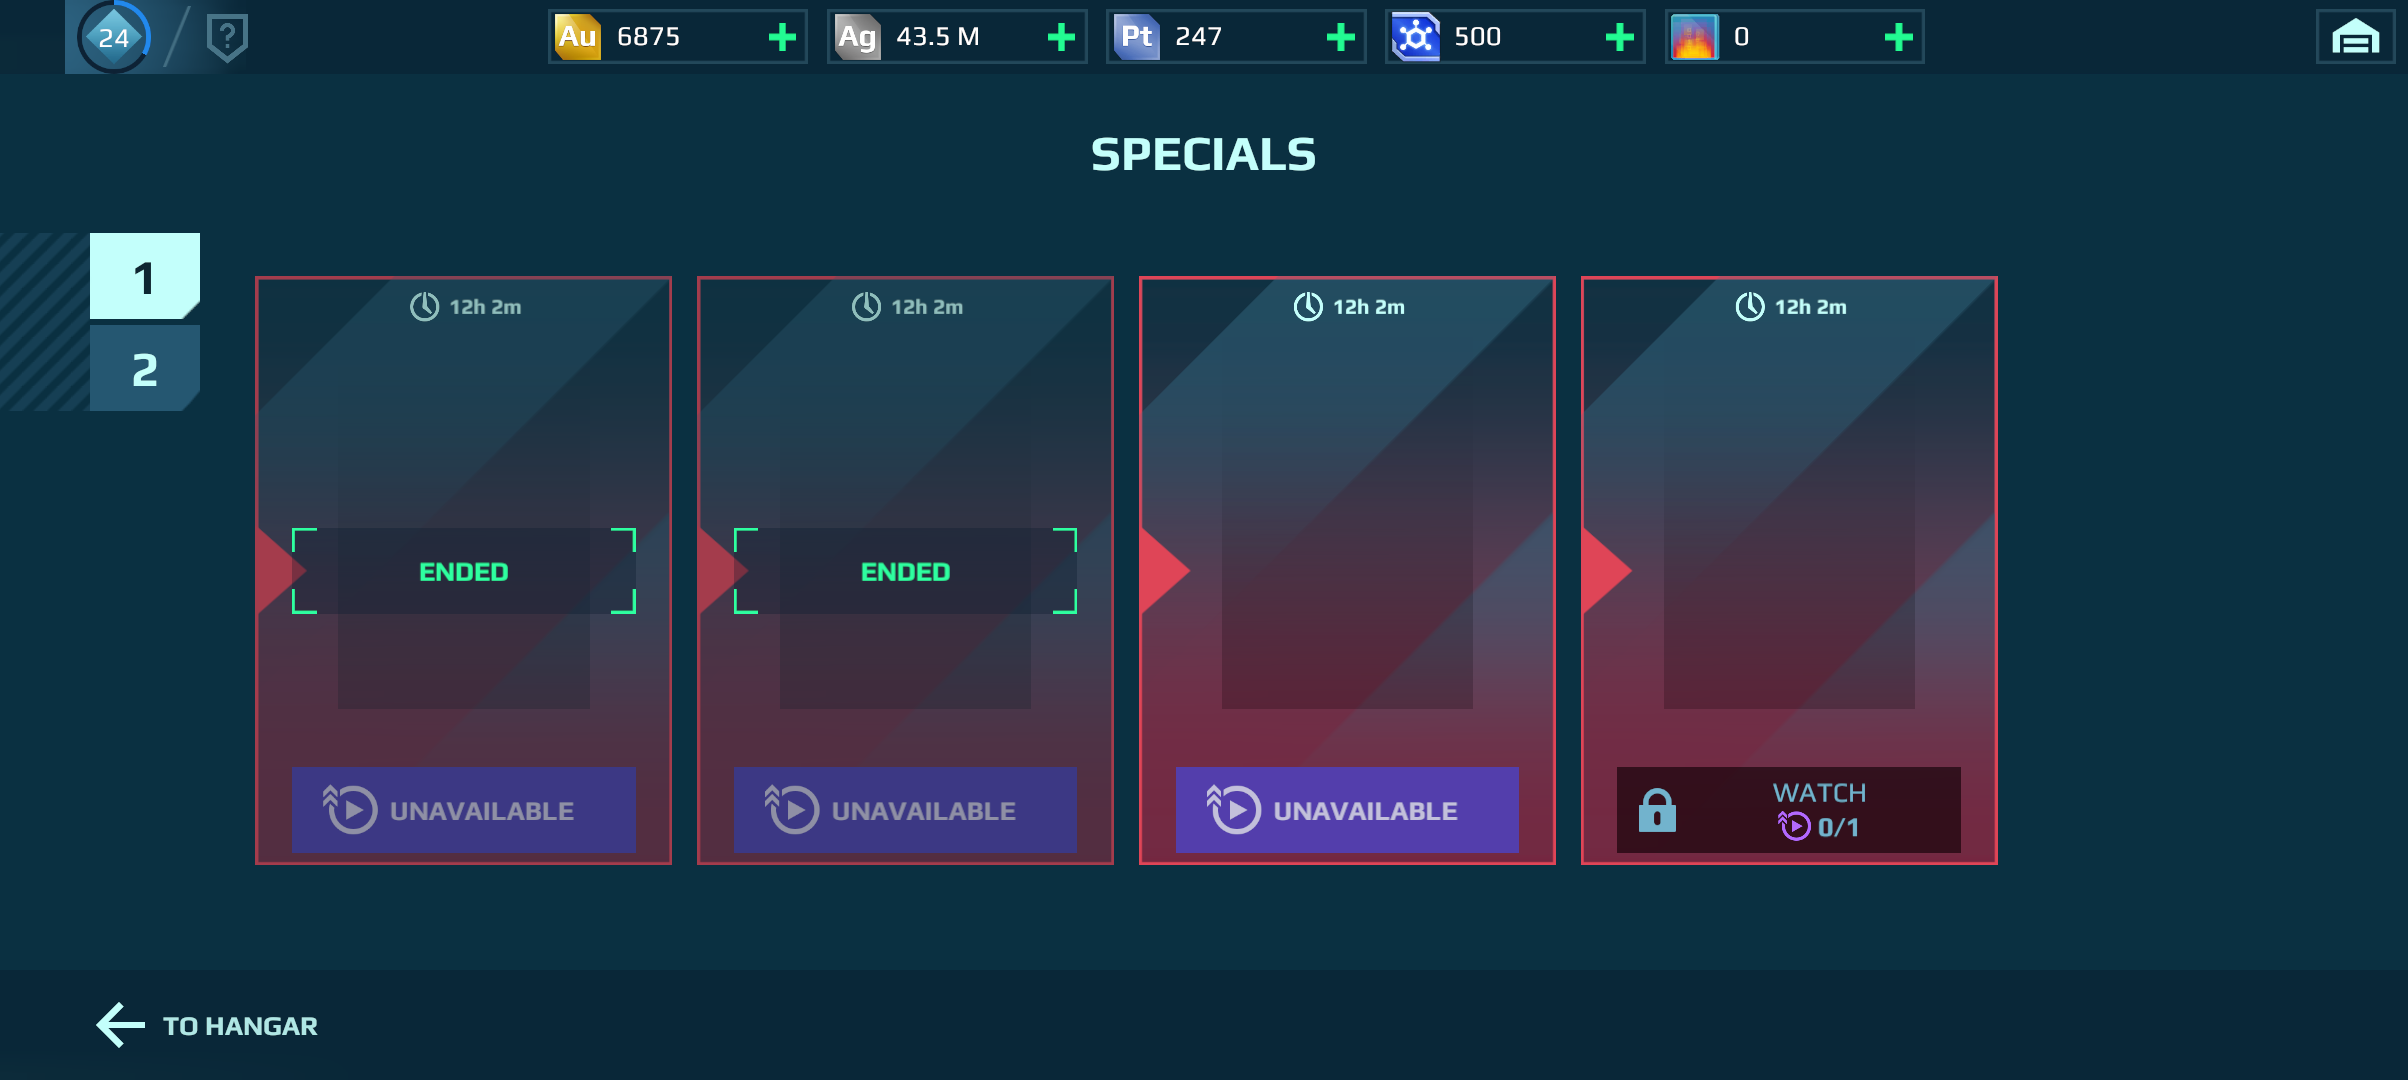 24
?
Au 6875
Ag 43.5 M
Pt 247
500
0
SPECIALS
1
2
12h 2m
ENDED
UNAVAILABLE
12h 2m
ENDED
UNAVAILABLE
12h 2m
UNAVAILABLE
12h 2m
WATCH
0/1
TO HANGAR